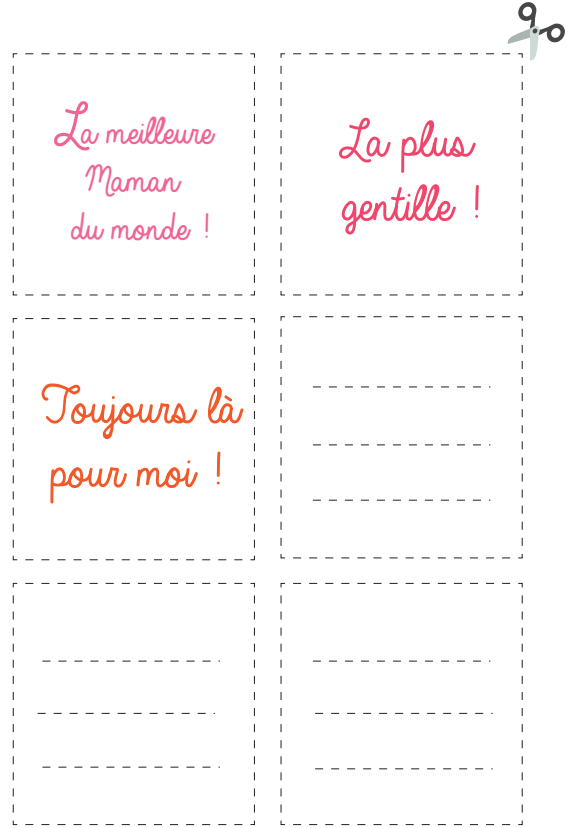 La meilleure
Maman
du monde !
La plus
gentille !
Toujours là
pour moi !